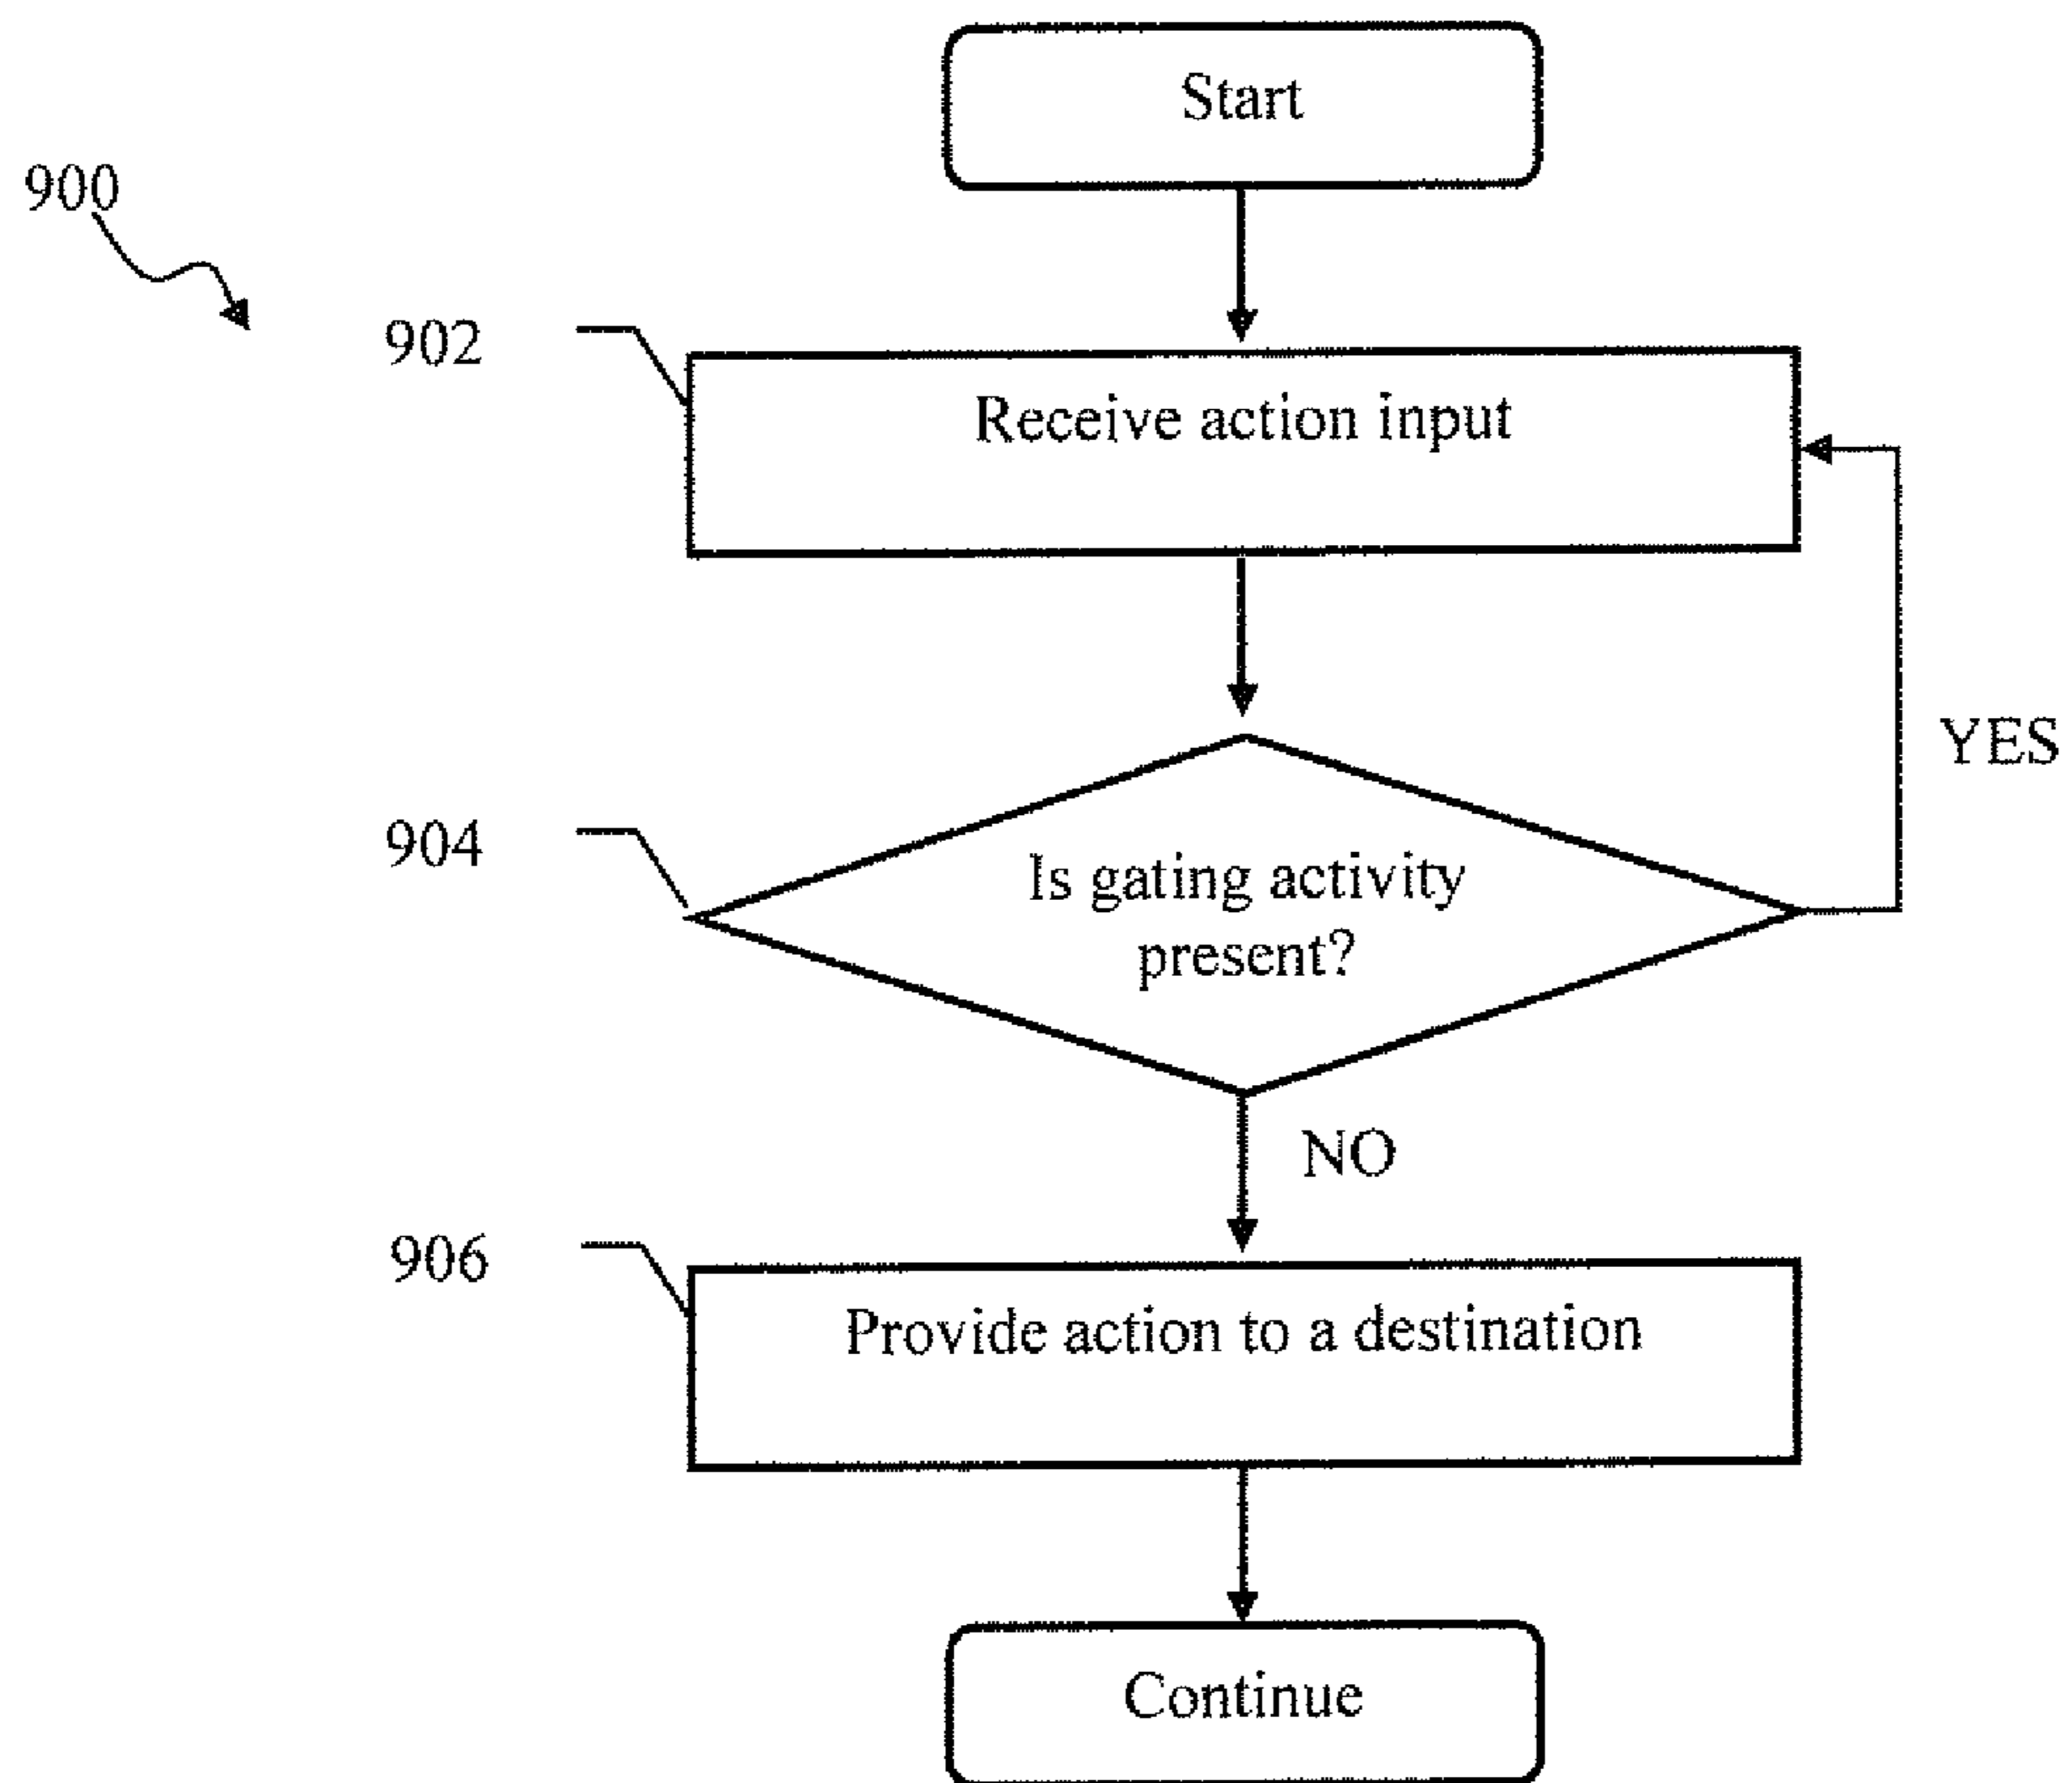 Start
900
902
Receive action input
YES
904
Is gating activity
present?
NO
906
Provide action to a destination
Continue